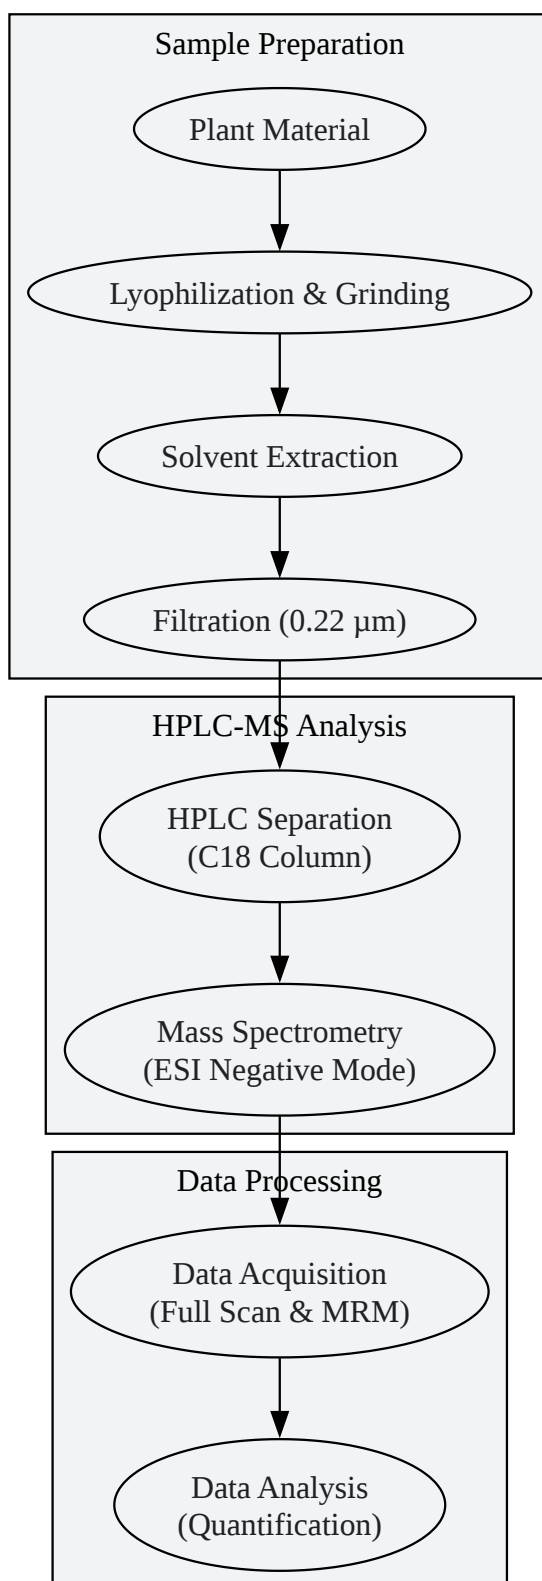 Sample Preparation
Plant Material
Lyophilization & Grinding
Solvent Extraction
Filtration (0.22 µm)
HPLC-MS Analysis
HPLC Separation
(C18 Column)
Mass Spectrometry
(ESI Negative Mode)
Data Processing
Data Acquisition
(Full Scan & MRM)
Data Analysis
(Quantification)